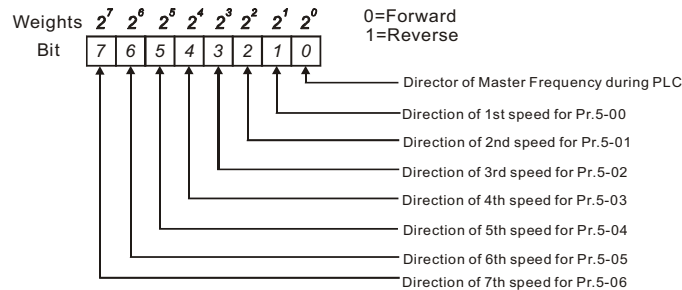 Weights 2⁷ 2⁶ 2⁵ 2⁴ 2³ 2² 2¹ 2⁰
0=Forward
1=Reverse
Bit 7 6 5 4 3 2 1 0
Director of Master Frequency during PLC
Direction of 1st speed for Pr.5-00
Direction of 2nd speed for Pr.5-01
Direction of 3rd speed for Pr.5-02
Direction of 4th speed for Pr.5-03
Direction of 5th speed for Pr.5-04
Direction of 6th speed for Pr.5-05
Direction of 7th speed for Pr.5-06